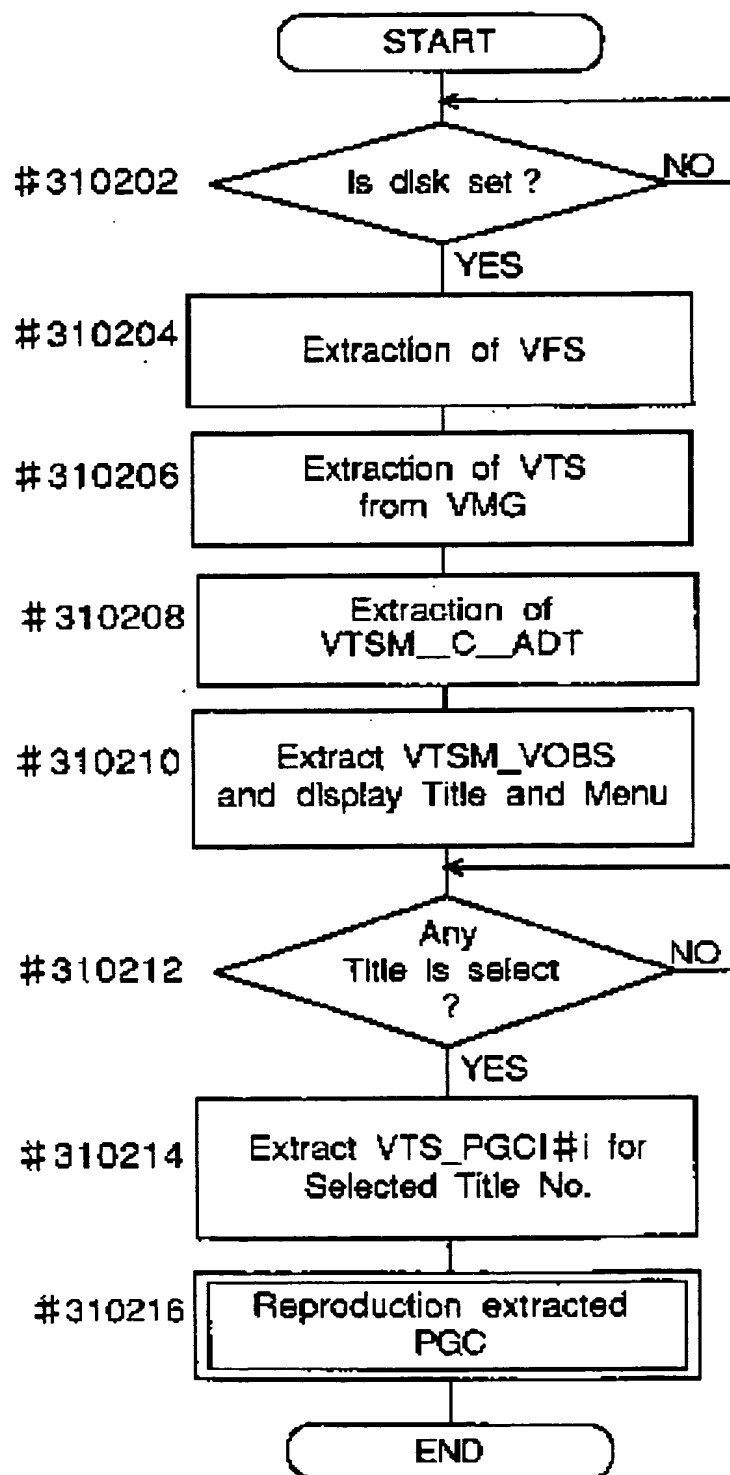 START
#310202
Is disk set ?
NO
YES
#310204
Extraction of VFS
#310206
Extraction of VTS
from VMG
#310208
Extraction of
VTSM__C__ADT
#310210
Extract VTSM_VOBS
and display Title and Menu
#310212
Any
Title is select
?
NO
YES
#310214
Extract VTS_PGCI#i for
Selected Title No.
#310216
Reproduction extracted
PGC
END